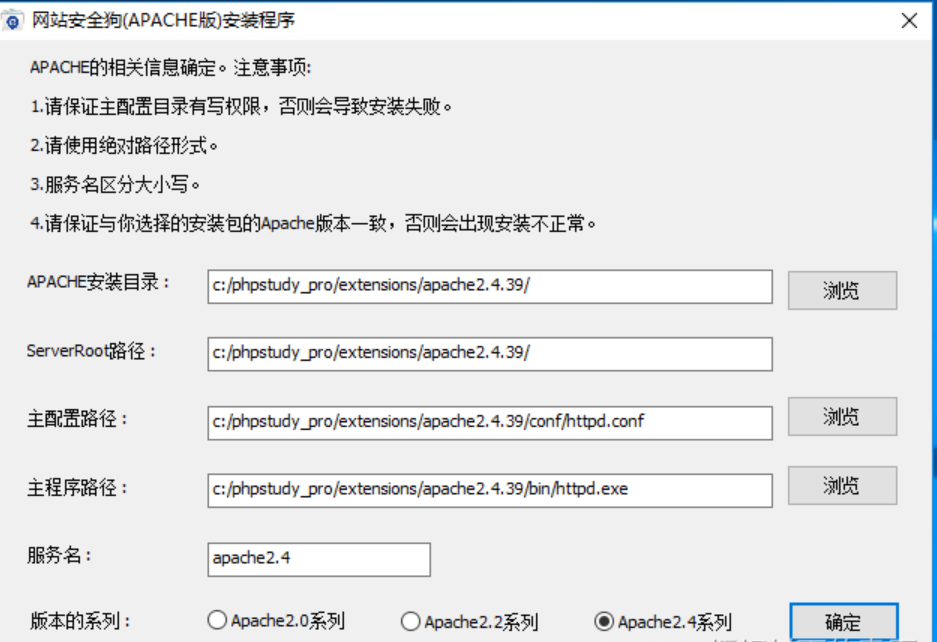 网站安全狗(APACHE版)安装程序
APACHE的相关信息确定。注意事项:
1.请保证主配置目录有写权限，否则会导致安装失败。
2.请使用绝对路径形式。
3.服务名区分大小写。
4.请保证与你选择的安装包的Apache版本一致，否则会出现安装不正常。
APACHE安装目录： c:/phpstudy_pro/extensions/apache2.4.39/ 浏览
ServerRoot路径： c:/phpstudy_pro/extensions/apache2.4.39/
主配置路径： c:/phpstudy_pro/extensions/apache2.4.39/conf/httpd.conf 浏览
主程序路径： c:/phpstudy_pro/extensions/apache2.4.39/bin/httpd.exe 浏览
服务名： apache2.4
版本的系列： Apache2.0系列 Apache2.2系列 Apache2.4系列 确定